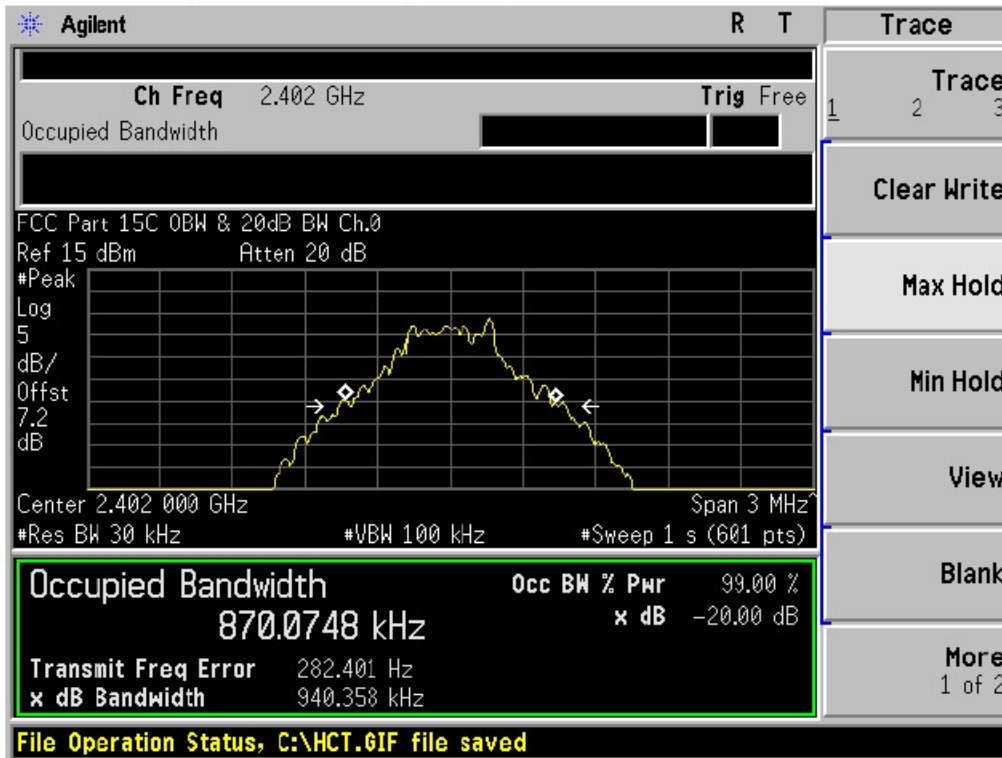 Agilent R T
Ch Freq 2.402 GHz Trig Free
Occupied Bandwidth
FCC Part 15C OBW & 20dB BW Ch.0
Ref 15 dBm Atten 20 dB
#Peak
Log
5
dB/
Offst
7.2
dB
Center 2.402 000 GHz Span 3 MHz^
#Res BW 30 kHz #VBW 100 kHz #Sweep 1 s (601 pts)
Occupied Bandwidth Occ BW % Pwr 99.00 %
870.0748 kHz x dB -20.00 dB
Transmit Freq Error 282.401 Hz
x dB Bandwidth 940.358 kHz
File Operation Status, C:\HCT.GIF file saved
Trace
Trace
1 2 3
Clear Write
Max Hold
Min Hold
View
Blank
More
1 of 2